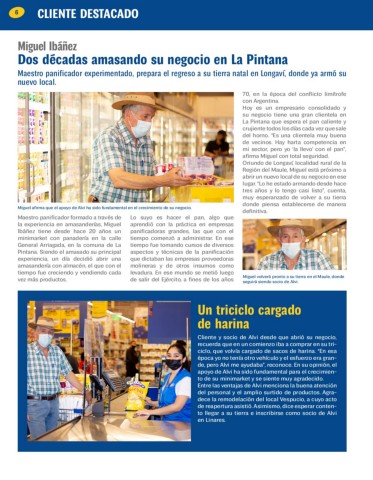 6
CLIENTE DESTACADO
Miguel Ibáñez
Dos décadas amasando su negocio en La Pintana
Maestro panificador experimentado, prepara el regreso a su tierra natal en Longaví, donde ya armó su
nuevo local.
Miguel afirma que el apoyo de Alvi ha sido fundamental en el crecimiento de su negocio.
Maestro panificador formado a través de
la experiencia en amasanderías, Miguel
Ibáñez tiene desde hace 20 años un
minimarket con panadería en la calle
General Arriagada, en la comuna de La
Pintana. Siendo el amasado su principal
experiencia, un día decidió abrir una
amasandería con almacén, el que con el
tiempo fue creciendo y vendiendo cada
vez más productos.
Lo suyo es hacer el pan, algo que
aprendió con la práctica en empresas
panificadoras grandes, las que con el
tiempo comenzó a administrar. En ese
tiempo fue tomando cursos de diversos
aspectos y técnicas de la panificación
que dictaban las empresas proveedoras
molineras y de otros insumos como
levadura. En ese mundo se metió luego
de salir del Ejército, a fines de los años
70, en la época del conflicto limítrofe
con Argentina.
Hoy es un empresario consolidado y
su negocio tiene una gran clientela en
La Pintana que espera el pan caliente y
crujiente todos los días cada vez que sale
del horno. "Es una clientela muy buena
de vecinos. Hay harta competencia en
mi sector, pero yo 'la llevo' con el pan",
afirma Miguel con total seguridad.
Oriundo de Longaví, localidad rural de la
Región del Maule, Miguel está próximo a
abrir un nuevo local de su negocio en ese
lugar. "Lo he estado armando desde hace
tres años y lo tengo casi listo", cuenta,
muy esperanzado de volver a su tierra
donde piensa establecerse de manera
definitiva.
Miguel volverá pronto a su tierra en el Maule, donde
seguirá siendo socio de Alvi
Un triciclo cargado
de harina
Cliente y socio de Alvi desde que abrió su negocio,
recuerda que en un comienzo iba a comprar en su tri-
ciclo, que volvía cargado de sacos de harina. "En esa
época yo no tenía otro vehículo y el esfuerzo era gran-
de, pero Alvi me ayudaba", reconoce. En su opinión, el
apoyo de Alvi ha sido fundamental para el crecimien-
to de su minimarket y se siente muy agradecido.
Entre las ventajas de Alvi menciona la buena atención
del personal y el amplio surtido de productos. Agra-
dece la remodelación del local Vespucio, a cuyo acto
de reapertura asistió. Asimismo, dice esperar conten-
to llegar a su tierra e inscribirse como socio de Alvi
en Linares.